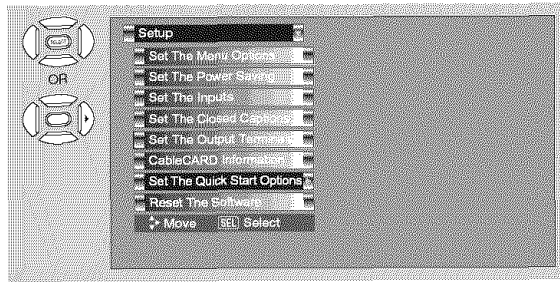 SELECT
OR
Setup
Set The Menu Options
Set The Power Saving
Set The Inputs
Set The Closed Captions
Set The Output Terminal
CableCARD Information
Set The Quick Start Options
Reset The Software
Move SEL Select